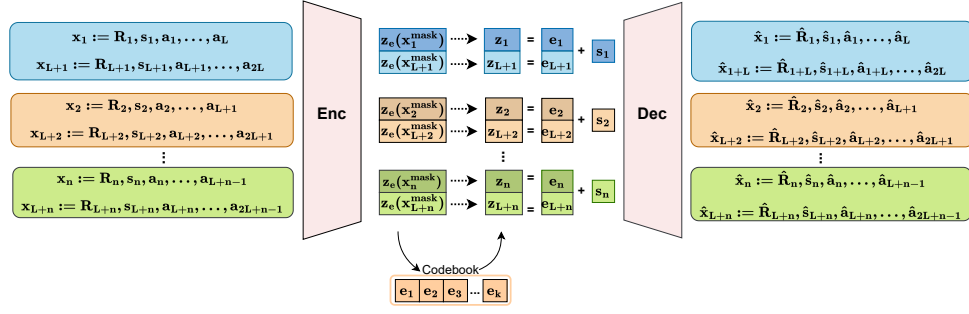 x₁ := R₁, s₁, a₁, . . . , a_L
x_{L+1} := R_{L+1}, s_{L+1}, a_{L+1}, . . . , a_{2L}
x₂ := R₂, s₂, a₂, . . . , a_{L+1}
x_{L+2} := R_{L+2}, s_{L+2}, a_{L+2}, . . . , a_{2L+1}
⋮
x_n := R_n, s_n, a_n, . . . , a_{L+n−1}
x_{L+n} := R_{L+n}, s_{L+n}, a_{L+n}, . . . , a_{2L+n−1}
Enc
z_e(x₁^{mask}) z₁ = e₁ + s₁
z_e(x_{L+1}^{mask}) z_{L+1} = e_{L+1}
z_e(x₂^{mask}) z₂ = e₂ + s₂
z_e(x_{L+2}^{mask}) z_{L+2} = e_{L+2}
⋮
z_e(x_n^{mask}) z_n = e_n + s_n
z_e(x_{L+n}^{mask}) z_{L+n} = e_{L+n}
Codebook
e₁ e₂ e₃ ... e_k
Dec
x̂₁ := R̂₁, ŝ₁, â₁, . . . , â_L
x̂_{1+L} := R̂_{1+L}, ŝ_{1+L}, â_{1+L}, . . . , â_{2L}
x̂₂ := R̂₂, ŝ₂, â₂, . . . , â_{L+1}
x̂_{L+2} := R̂_{L+2}, ŝ_{L+2}, â_{L+2}, . . . , â_{2L+1}
⋮
x̂_n := R̂_n, ŝ_n, â_n, . . . , â_{L+n−1}
x̂_{L+n} := R̂_{L+n}, ŝ_{L+n}, â_{L+n}, . . . , â_{2L+n−1}